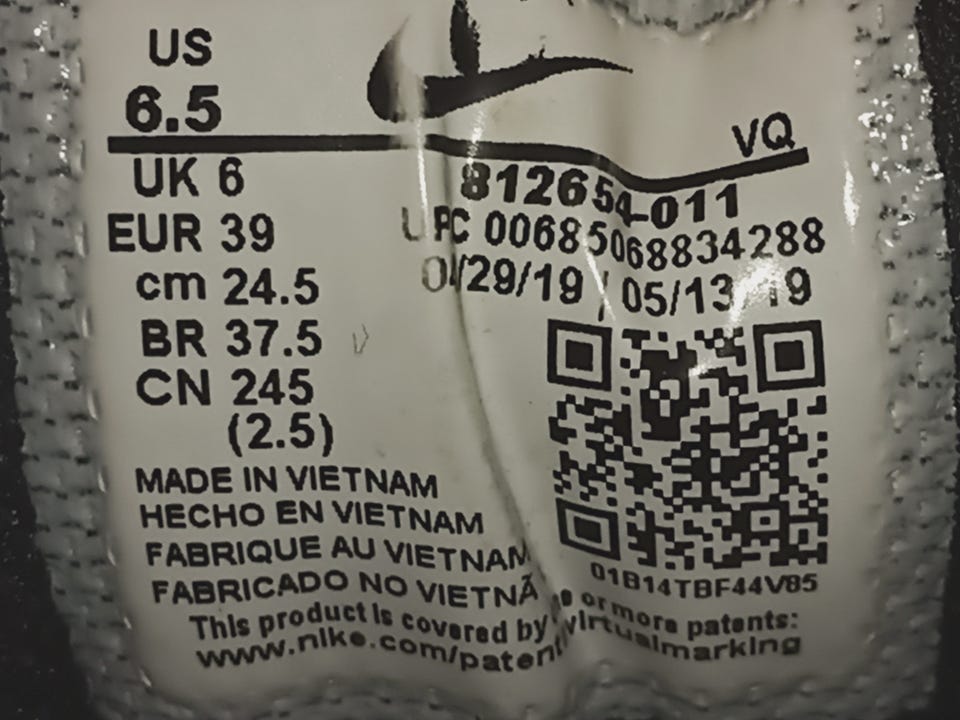 US
6.5
VQ
UK 6
812654-011
EUR 39
UPC 00685068834288
cm 24.5
/29/19 / 05/13/19
BR 37.5
CN 245
(2.5)
MADE IN VIETNAM
HECHO EN VIETNAM
FABRIQUE AU VIETNAM
FABRICADO NO VIETNÃ
01B14TBF44V85
This product is covered by or more patents:
www.nike.com/patent virtualmarking